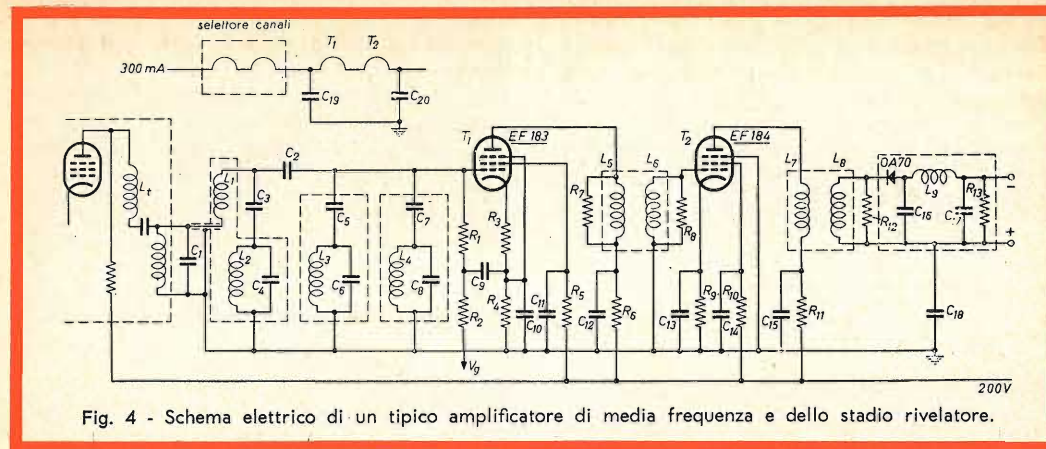 selettore canali
T1 T2
300 mA
C19 C20
T1 EF 183 T2 EF 184
Lt L1 C2 C3 C5 C7 R3 L5 L6 L7 L8 OA70 L9 R13
R7 R8 R12 C16 C17
C1 L2 C4 L3 C6 L4 C8 R1 C9 R4 C11 C10 R5 C12 R6 C13 R9 R10 C14 C15 R11 C18
R2
Vg
- +
200V
Fig. 4 - Schema elettrico di un tipico amplificatore di media frequenza e dello stadio rivelatore.